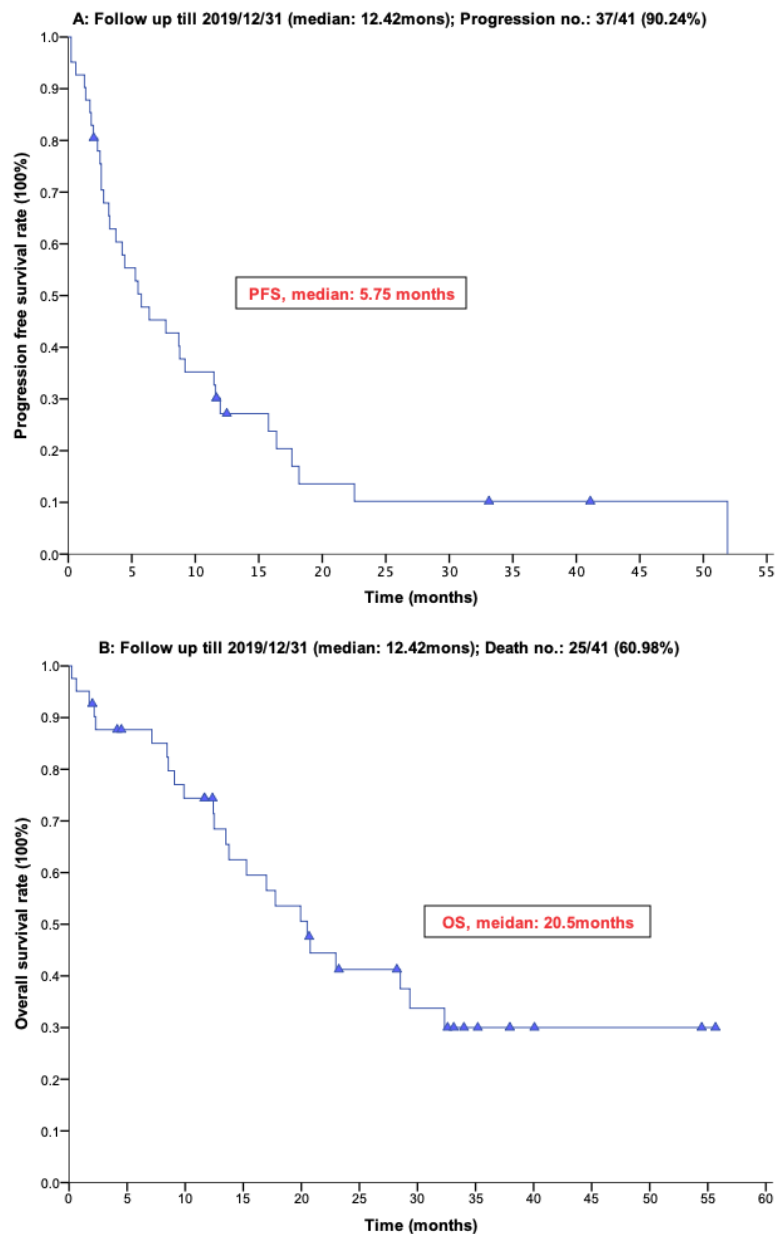 A: Follow up till 2019/12/31 (median: 12.42mons); Progression no.: 37/41 (90.24%)
1.0
0.9
0.8
0.7
0.6
0.5
0.4
0.3
0.2
0.1
0.0
Progression free survival rate (100%)
PFS, median: 5.75 months
0 5 10 15 20 25 30 35 40 45 50 55
Time (months)
B: Follow up till 2019/12/31 (median: 12.42mons); Death no.: 25/41 (60.98%)
1.0
0.9
0.8
0.7
0.6
0.5
0.4
0.3
0.2
0.1
0.0
Overall survival rate (100%)
OS, meidan: 20.5months
0 5 10 15 20 25 30 35 40 45 50 55 60
Time (months)